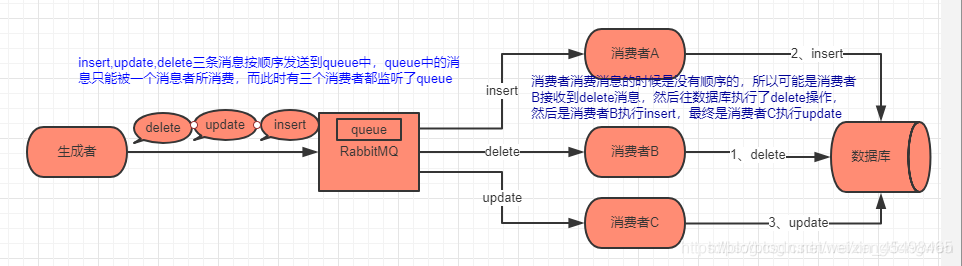 insert,update,delete三条消息按顺序发送到queue中，queue中的消
息只能被一个消息者所消费，而此时有三个消费者都监听了queue
消费者A
2、insert
消费者消费消息的时候是没有顺序的，所以可能是消费者
B接收到delete消息，然后往数据库执行了delete操作，
然后是消费者B执行insert，最终是消费者C执行update
insert
delete
update
insert
queue
RabbitMQ
生成者
delete
消费者B
1、delete
数据库
update
消费者C
3、update